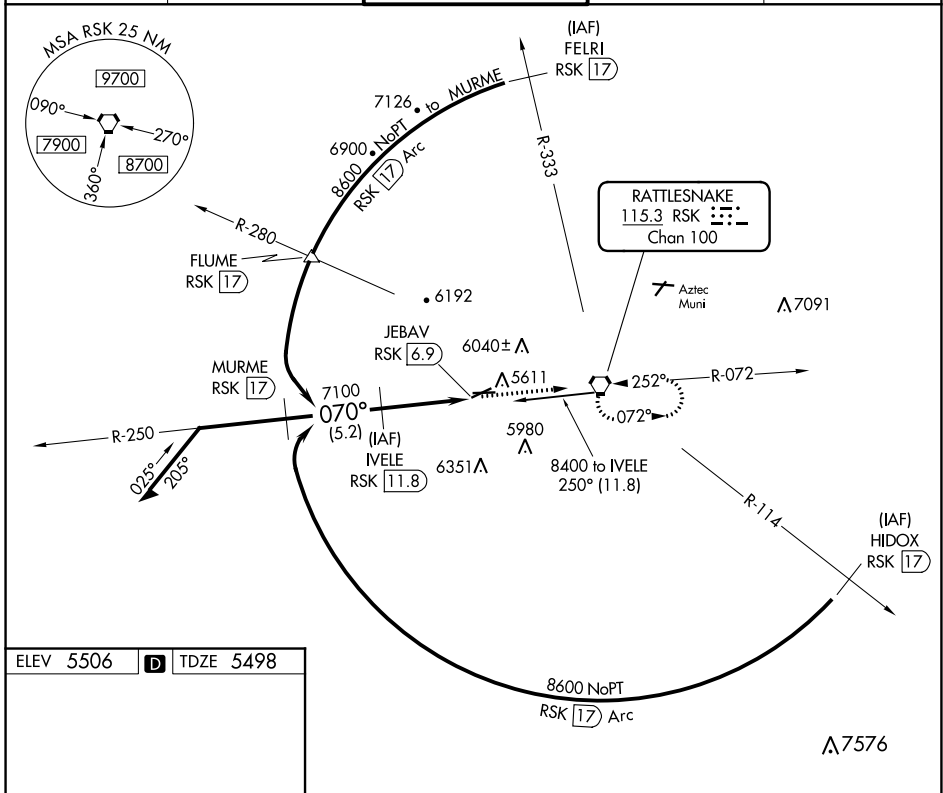 MSA RSK 25 NM
9700
090°
270°
7900
8700
360°
(IAF)
FELRI
RSK 17
7126
6900
8600 NoPT to MURME
RSK 17 Arc
R-333
RATTLESNAKE
115.3 RSK
Chan 100
R-280
FLUME
RSK 17
6192
Aztec
Muni
7091
JEBAV
RSK 6.9
6040±
5611
MURME
RSK 17
7100
070°
(5.2)
252°
R-072
072°
R-250
025°
205°
(IAF)
IVELE
RSK 11.8
6351
5980
8400 to IVELE
250° (11.8)
R-114
(IAF)
HIDOX
RSK 17
ELEV 5506 D TDZE 5498
8600 NoPT
RSK 17 Arc
7576